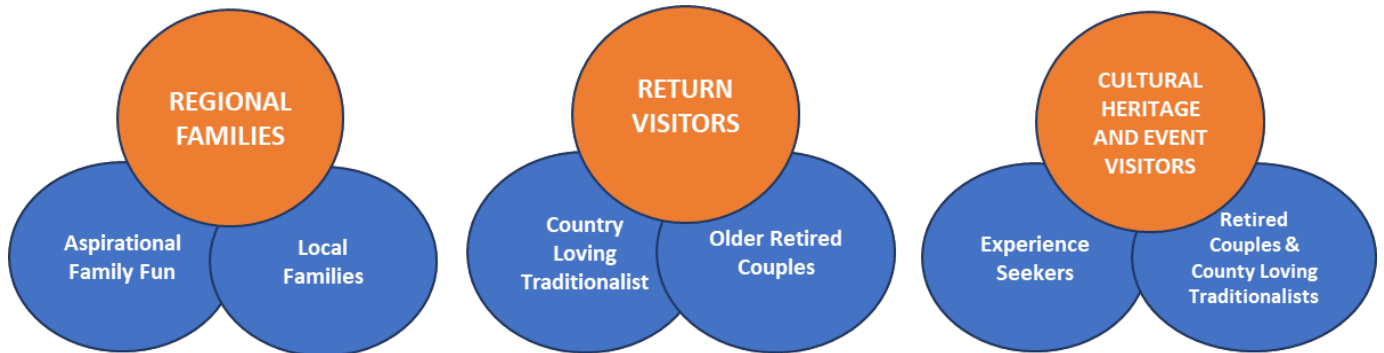 REGIONAL
FAMILIES
Aspirational
Family Fun
Local
Families
RETURN
VISITORS
Country
Loving
Traditionalist
Older Retired
Couples
CULTURAL
HERITAGE
AND EVENT
VISITORS
Experience
Seekers
Retired
Couples &
County Loving
Traditionalists